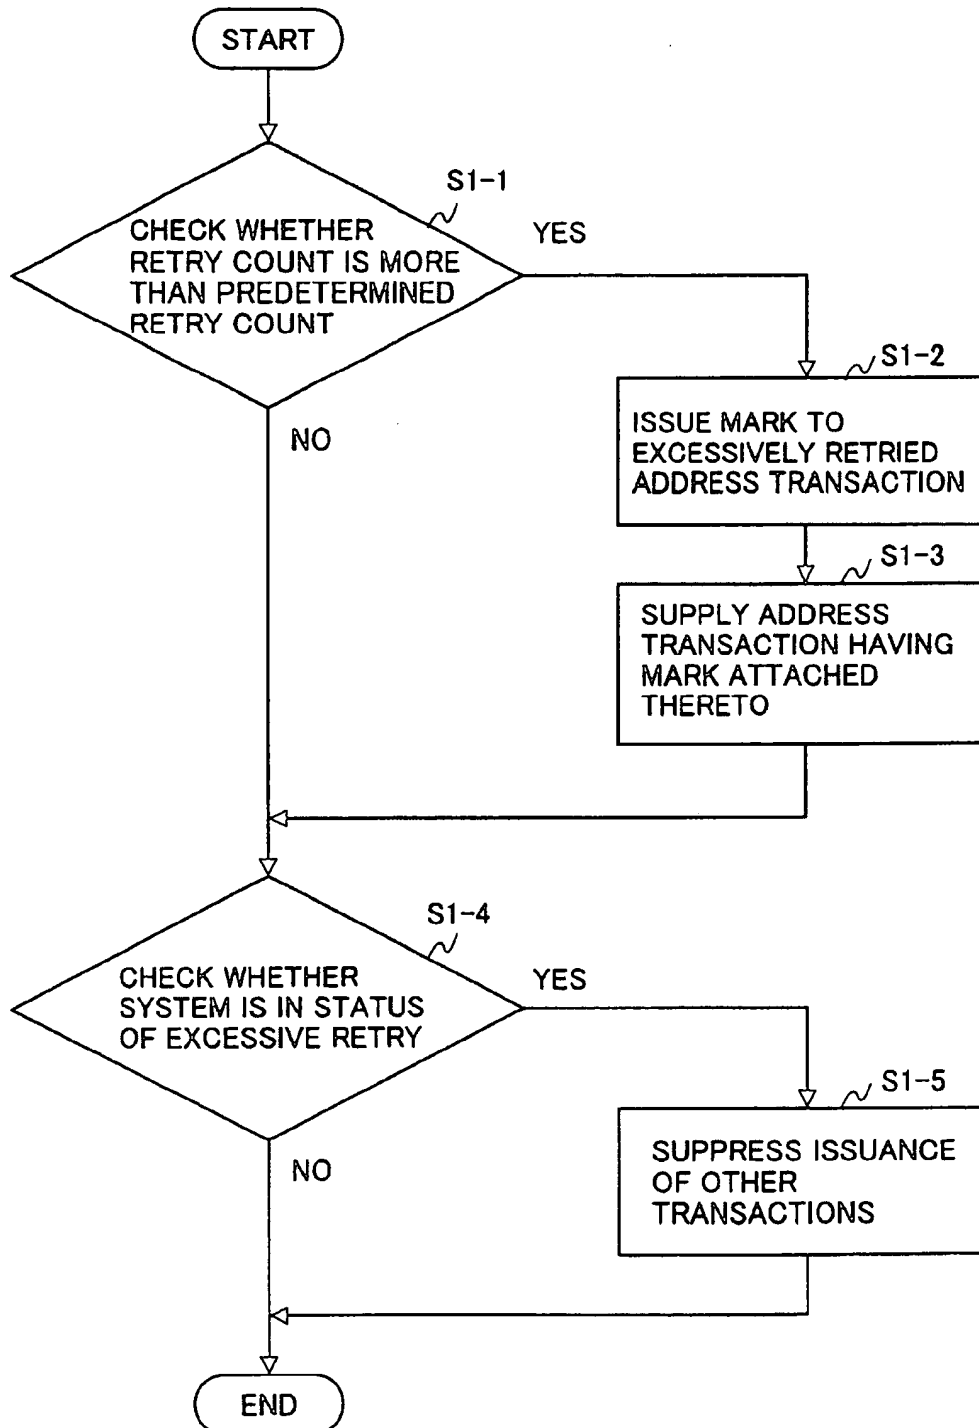 START
S1-1
CHECK WHETHER
RETRY COUNT IS MORE
THAN PREDETERMINED
RETRY COUNT
YES
NO
S1-2
ISSUE MARK TO
EXCESSIVELY RETRIED
ADDRESS TRANSACTION
S1-3
SUPPLY ADDRESS
TRANSACTION HAVING
MARK ATTACHED
THERETO
S1-4
CHECK WHETHER
SYSTEM IS IN STATUS
OF EXCESSIVE RETRY
YES
NO
S1-5
SUPPRESS ISSUANCE
OF OTHER
TRANSACTIONS
END